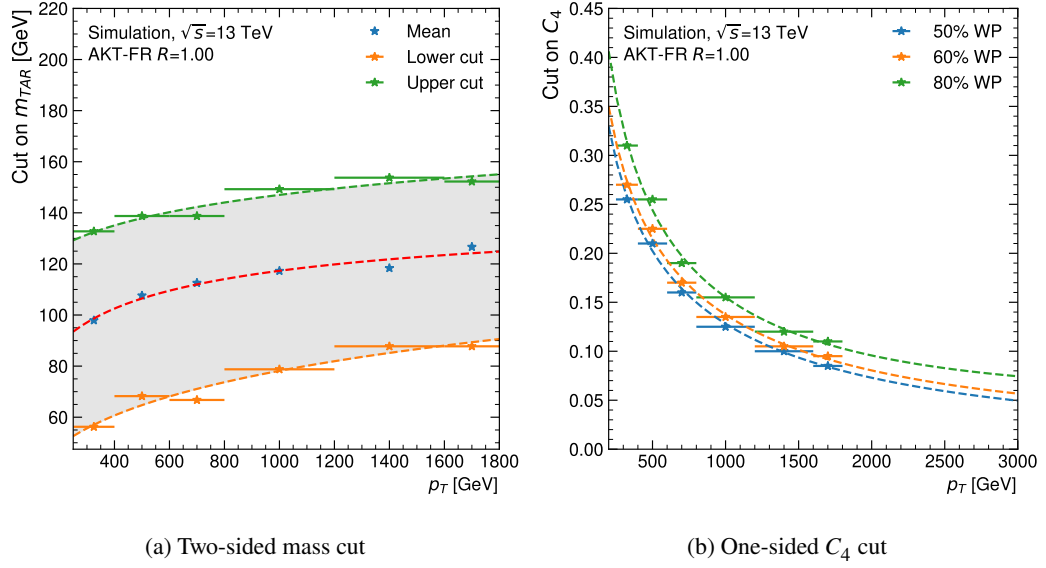 Cut on m_{TAR} [GeV]
220
200
180
160
140
120
100
80
60
Simulation, √s=13 TeV
AKT-FR R=1.00
Mean
Lower cut
Upper cut
400 600 800 1000 1200 1400 1600 1800
p_T [GeV]
(a) Two-sided mass cut
Cut on C_4
0.45
0.40
0.35
0.30
0.25
0.20
0.15
0.10
0.05
0.00
Simulation, √s=13 TeV
AKT-FR R=1.00
50% WP
60% WP
80% WP
500 1000 1500 2000 2500 3000
p_T [GeV]
(b) One-sided C_4 cut